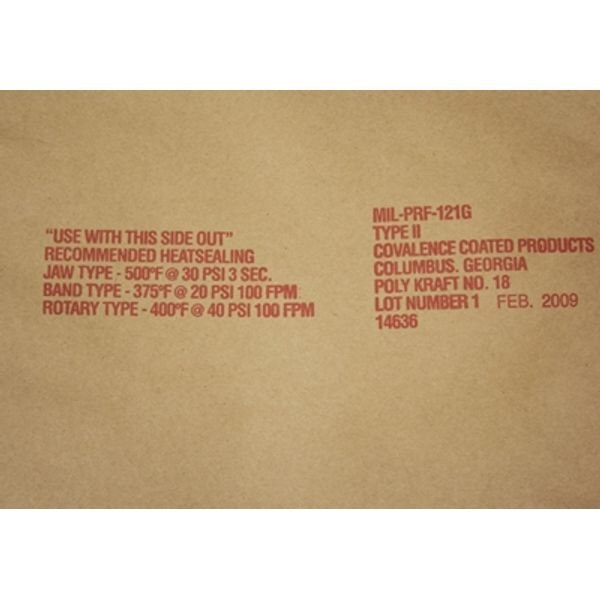 "USE WITH THIS SIDE OUT"
RECOMMENDED HEATSEALING
JAW TYPE - 500°F @ 30 PSI 3 SEC.
BAND TYPE - 375°F @ 20 PSI 100 FPM
ROTARY TYPE - 400°F @ 40 PSI 100 FPM
MIL-PRF-121G
TYPE II
COVALENCE COATED PRODUCTS
COLUMBUS. GEORGIA
POLY KRAFT NO. 18
LOT NUMBER 1 FEB. 2009
14636